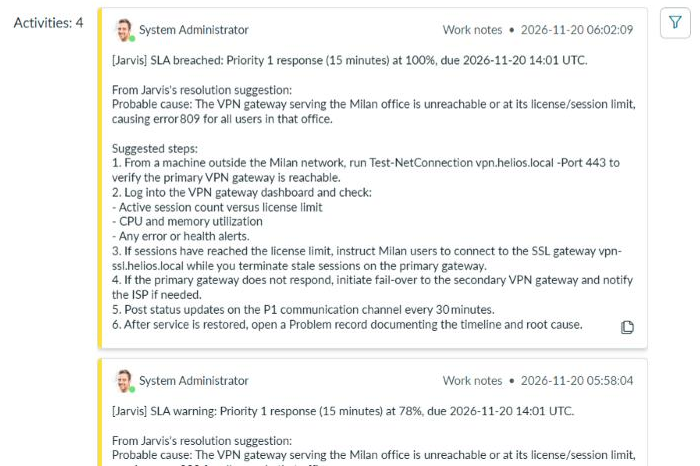 Activities: 4
System Administrator
Work notes • 2026-11-20 06:02:09
[Jarvis] SLA breached: Priority 1 response (15 minutes) at 100%, due 2026-11-20 14:01 UTC.
From Jarvis's resolution suggestion:
Probable cause: The VPN gateway serving the Milan office is unreachable or at its license/session limit,
causing error 809 for all users in that office.
Suggested steps:
1. From a machine outside the Milan network, run Test-NetConnection vpn.helios.local -Port 443 to
verify the primary VPN gateway is reachable.
2. Log into the VPN gateway dashboard and check:
- Active session count versus license limit
- CPU and memory utilization
- Any error or health alerts.
3. If sessions have reached the license limit, instruct Milan users to connect to the SSL gateway vpn-
ssl.helios.local while you terminate stale sessions on the primary gateway.
4. If the primary gateway does not respond, initiate fail-over to the secondary VPN gateway and notify
the ISP if needed.
5. Post status updates on the P1 communication channel every 30 minutes.
6. After service is restored, open a Problem record documenting the timeline and root cause.
System Administrator
Work notes • 2026-11-20 05:58:04
[Jarvis] SLA warning: Priority 1 response (15 minutes) at 78%, due 2026-11-20 14:01 UTC.
From Jarvis's resolution suggestion:
Probable cause: The VPN gateway serving the Milan office is unreachable or at its license/session limit,